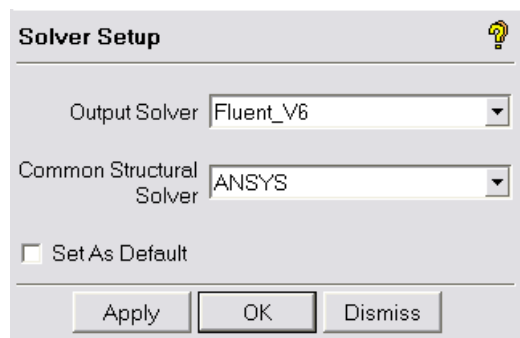 Solver Setup
Output Solver Fluent_V6
Common Structural
Solver ANSYS
Set As Default
Apply OK Dismiss